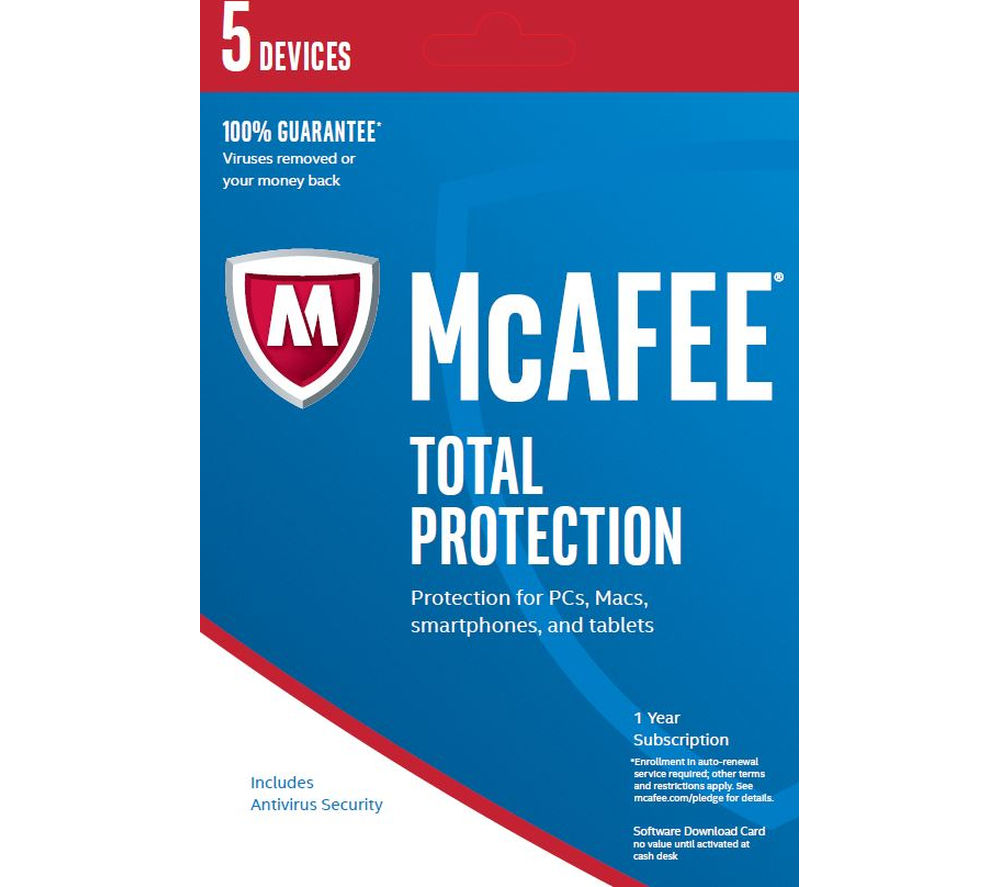 5 DEVICES
100% GUARANTEE*
Viruses removed or
your money back
M
McAFEE®
TOTAL
PROTECTION
Protection for PCs, Macs,
smartphones, and tablets
1 Year
Subscription
*Enrollment in auto-renewal
service required; other terms
and restrictions apply. See
mcafee.com/pledge for details.
Includes
Antivirus Security
Software Download Card
no value until activated at
cash desk